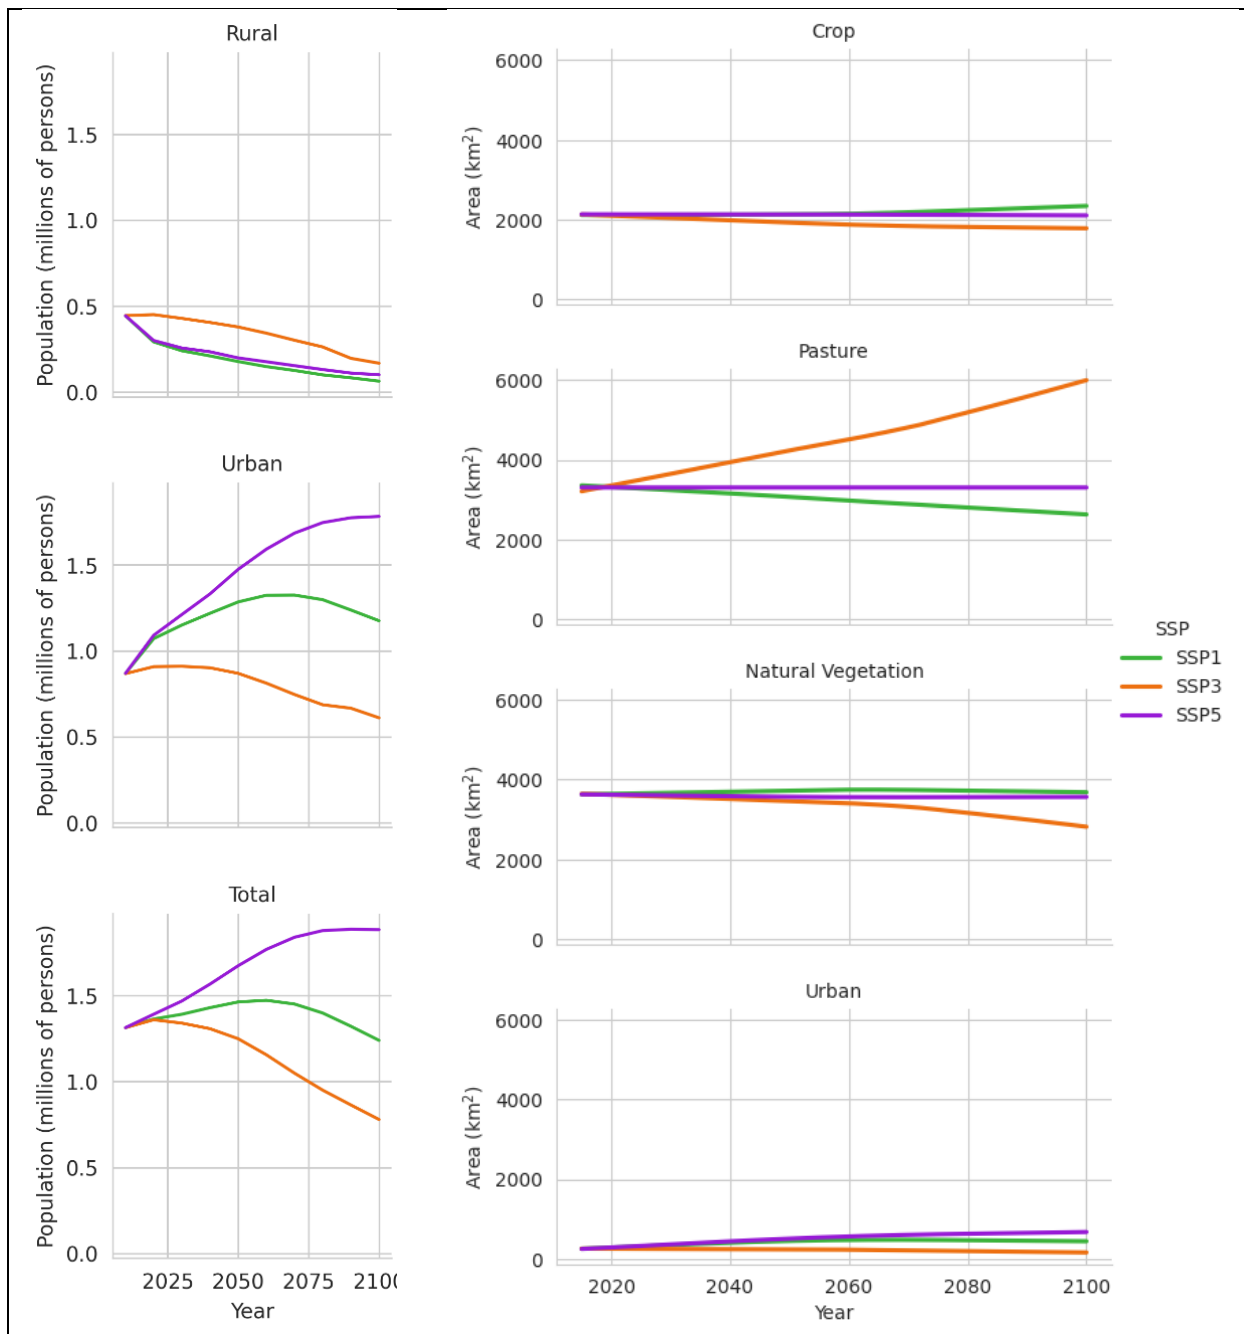 Rural
Population (millions of persons)
1.5
1.0
0.5
0.0
Urban
Population (millions of persons)
1.5
1.0
0.5
0.0
Total
Population (millions of persons)
1.5
1.0
0.5
0.0
2025 2050 2075 2100
Year
Crop
Area (km²)
6000
4000
2000
0
Pasture
Area (km²)
6000
4000
2000
0
Natural Vegetation
Area (km²)
6000
4000
2000
0
Urban
Area (km²)
6000
4000
2000
0
2020 2040 2060 2080 2100
Year
SSP
SSP1
SSP3
SSP5